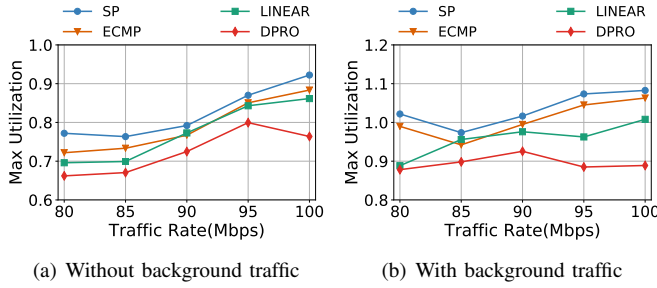 SP
LINEAR
ECMP
DPRO
1.0
0.9
0.8
0.7
0.6
Max Utilization
80 85 90 95 100
Traffic Rate(Mbps)
(a) Without background traffic
SP
LINEAR
ECMP
DPRO
1.2
1.1
1.0
0.9
0.8
Max Utilization
80 85 90 95 100
Traffic Rate(Mbps)
(b) With background traffic